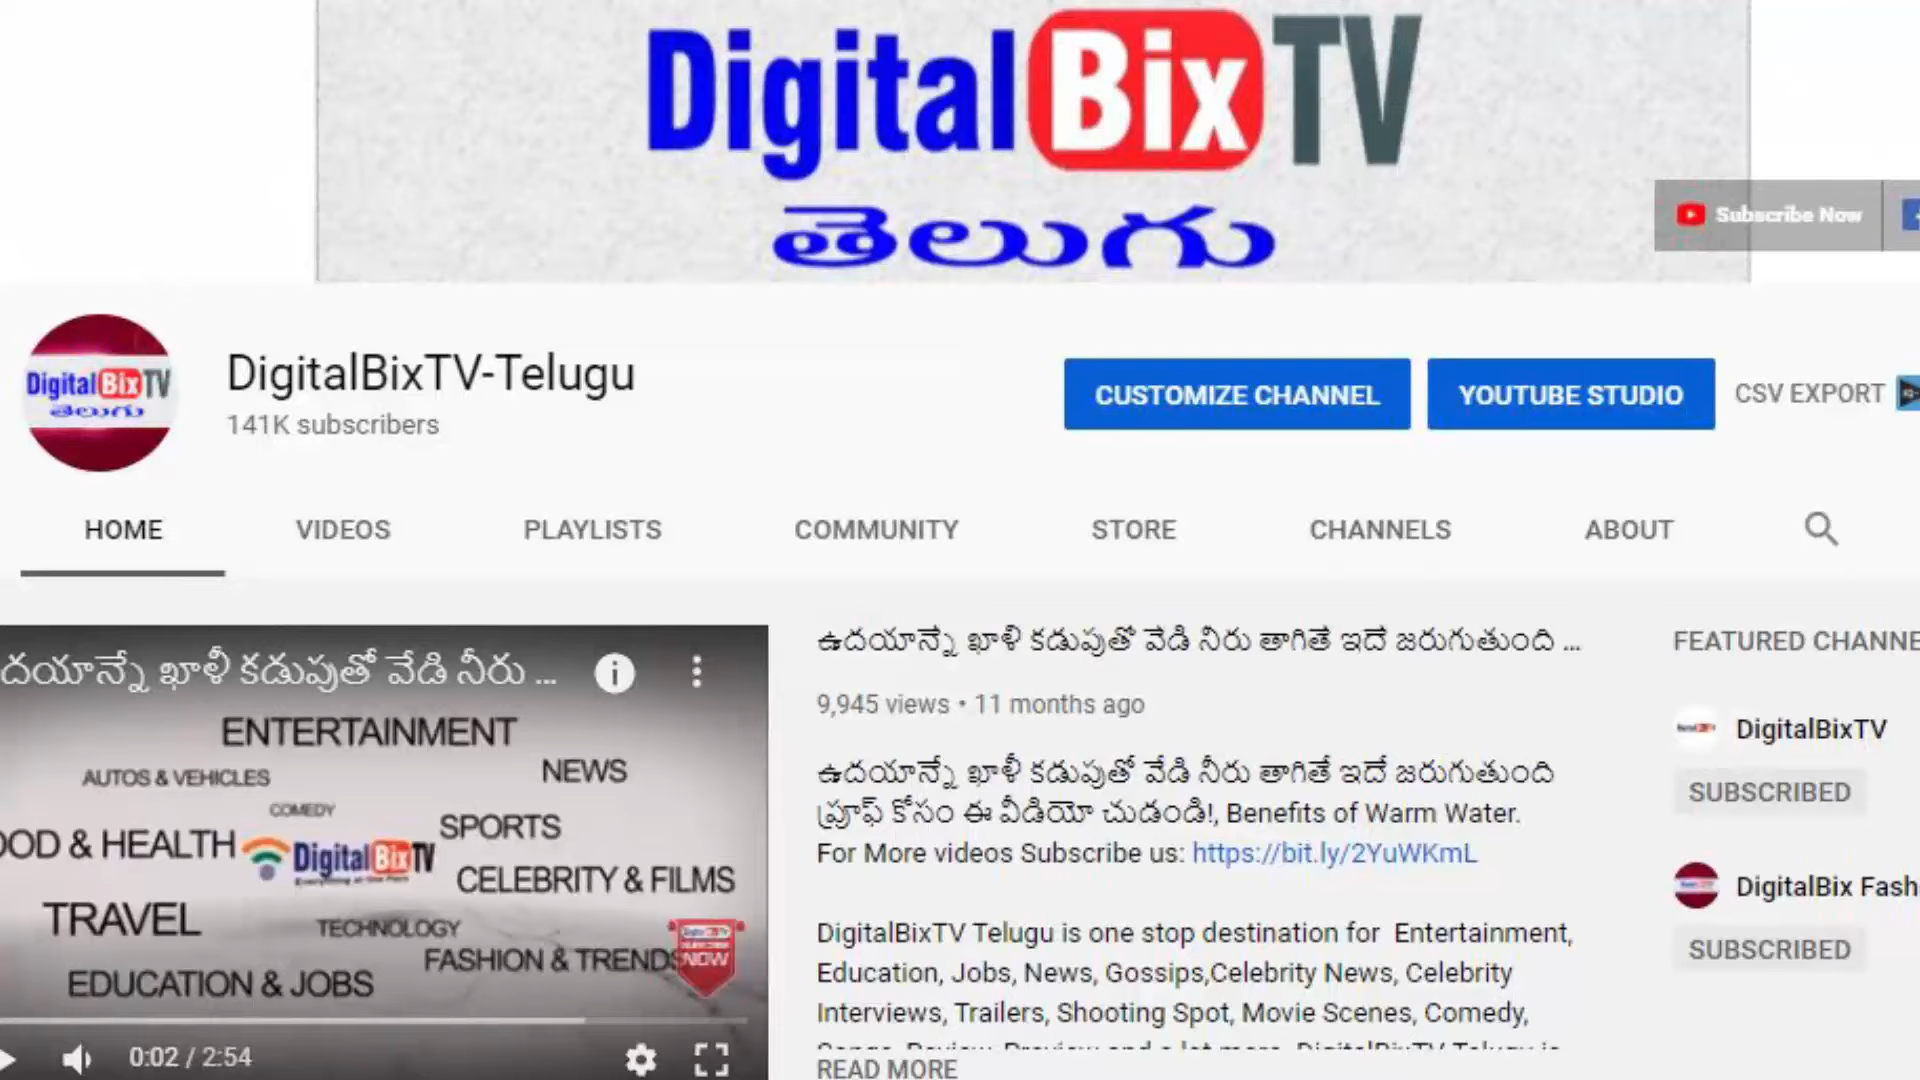 DigitalBixTV
తెలుగు
Subscribe Now
DigitalBixTV
తెలుగు
DigitalBixTV-Telugu
141K subscribers
CUSTOMIZE CHANNEL
YOUTUBE STUDIO
CSV EXPORT
HOME
VIDEOS
PLAYLISTS
COMMUNITY
STORE
CHANNELS
ABOUT
దయాన్నే ఖాళీ కడుపుతో వేడి నీరు ...
ENTERTAINMENT
NEWS
AUTOS & VEHICLES
COMEDY
SPORTS
OOD & HEALTH
DigitalBixTV
CELEBRITY & FILMS
TRAVEL
TECHNOLOGY
FASHION & TRENDS
NOW
EDUCATION & JOBS
0:02 / 2:54
ఉదయాన్నే ఖాళి కడుపుతో వేడి నీరు తాగితే ఇదే జరుగుతుంది ...
9,945 views • 11 months ago
ఉదయాన్నే ఖాళీ కడుపుతో వేడి నీరు తాగితే ఇదే జరుగుతుంది
ప్రూఫ్ కోసం ఈ వీడియో చుడండి!, Benefits of Warm Water.
For More videos Subscribe us: https://bit.ly/2YuWKmL
DigitalBixTV Telugu is one stop destination for Entertainment,
Education, Jobs, News, Gossips,Celebrity News, Celebrity
Interviews, Trailers, Shooting Spot, Movie Scenes, Comedy,
READ MORE
FEATURED CHANNE
DigitalBixTV
SUBSCRIBED
DigitalBix Fash
SUBSCRIBED